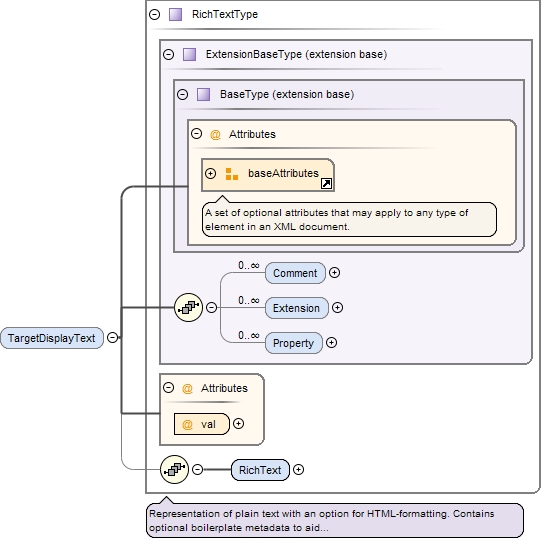 RichTextType
ExtensionBaseType (extension base)
BaseType (extension base)
@ Attributes
baseAttributes
A set of optional attributes that may apply to any type of
element in an XML document.
0..∞
Comment
0..∞
Extension
0..∞
Property
TargetDisplayText
@ Attributes
@ val
RichText
Representation of plain text with an option for HTML-formatting. Contains
optional boilerplate metadata to aid...